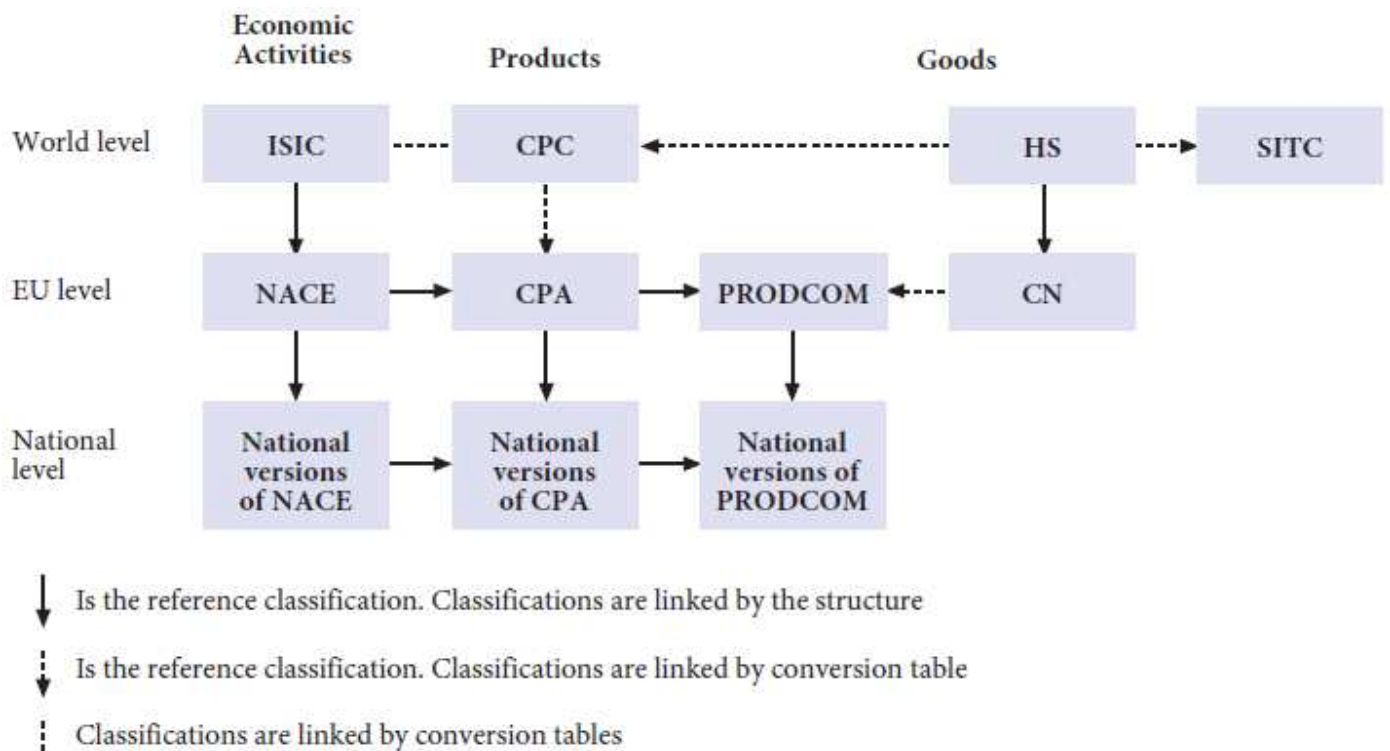 Economic
Activities
Products
Goods
World level
ISIC
CPC
HS
SITC
EU level
NACE
CPA
PRODCOM
CN
National
level
National
versions
of NACE
National
versions
of CPA
National
versions of
PRODCOM
Is the reference classification. Classifications are linked by the structure
Is the reference classification. Classifications are linked by conversion table
Classifications are linked by conversion tables